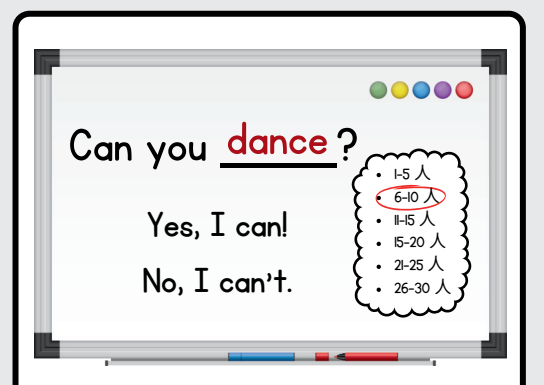 Can you dance?
Yes, I can!
No, I can't.
• 1-5 人
• 6-10 人
• 11-15 人
• 15-20 人
• 21-25 人
• 26-30 人